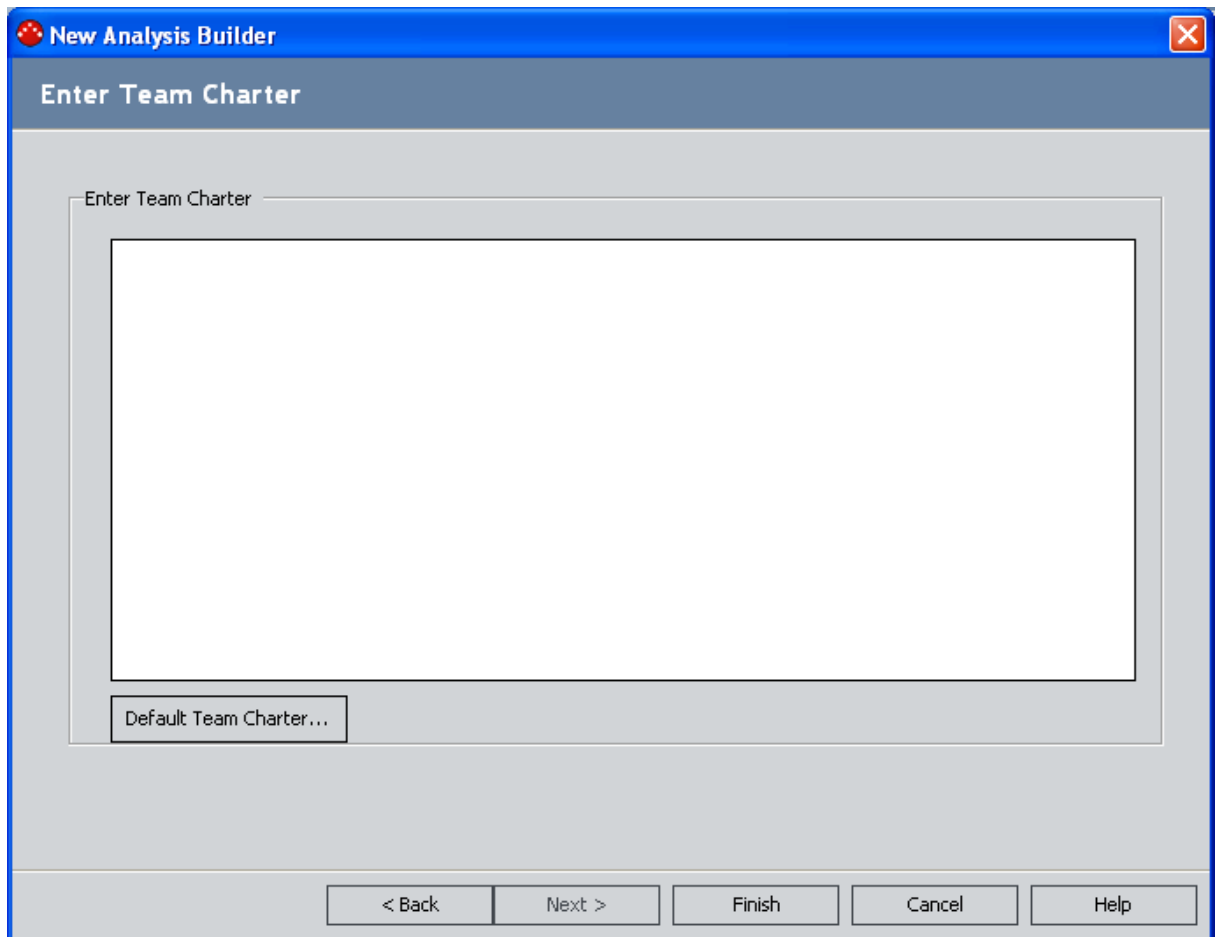 New Analysis Builder
Enter Team Charter
Enter Team Charter
Default Team Charter...
< Back Next > Finish Cancel Help